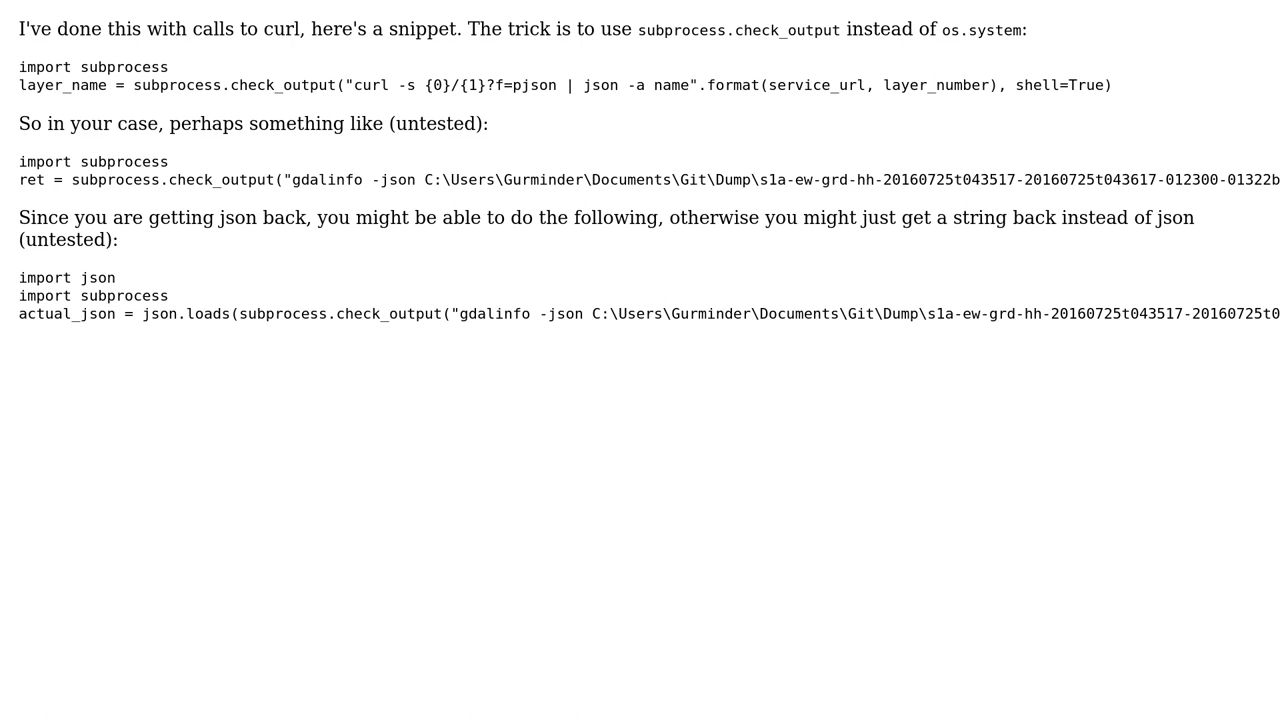 I've done this with calls to curl, here's a snippet. The trick is to use subprocess.check_output instead of os.system:
import subprocess
layer_name = subprocess.check_output("curl -s {0}/{1}?f=pjson | json -a name".format(service_url, layer_number), shell=True)
So in your case, perhaps something like (untested):
import subprocess
ret = subprocess.check_output("gdalinfo -json C:\Users\Gurminder\Documents\Git\Dump\s1a-ew-grd-hh-20160725t043517-20160725t043617-012300-01322b
Since you are getting json back, you might be able to do the following, otherwise you might just get a string back instead of json
(untested):
import json
import subprocess
actual_json = json.loads(subprocess.check_output("gdalinfo -json C:\Users\Gurminder\Documents\Git\Dump\s1a-ew-grd-hh-20160725t043517-20160725t0